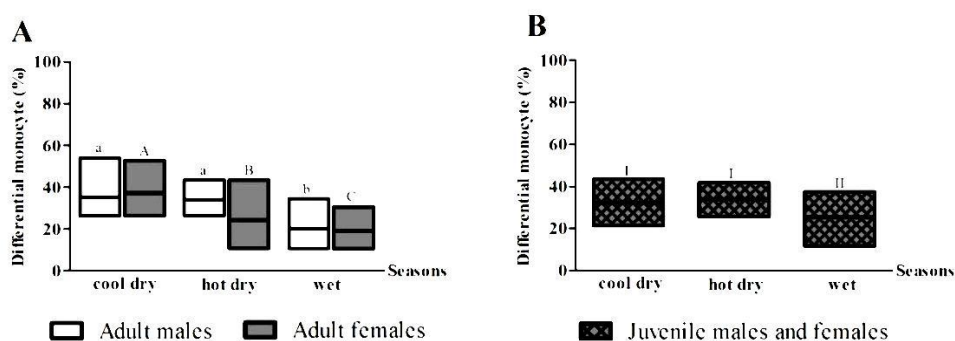 A
Differential monocyte (%)
100
80
60
40
20
0
a
A
a
B
b
C
cool dry
hot dry
wet
Seasons
Adult males
Adult females
B
Differential monocyte (%)
100
80
60
40
20
0
I
I
II
cool dry
hot dry
wet
Seasons
Juvenile males and females